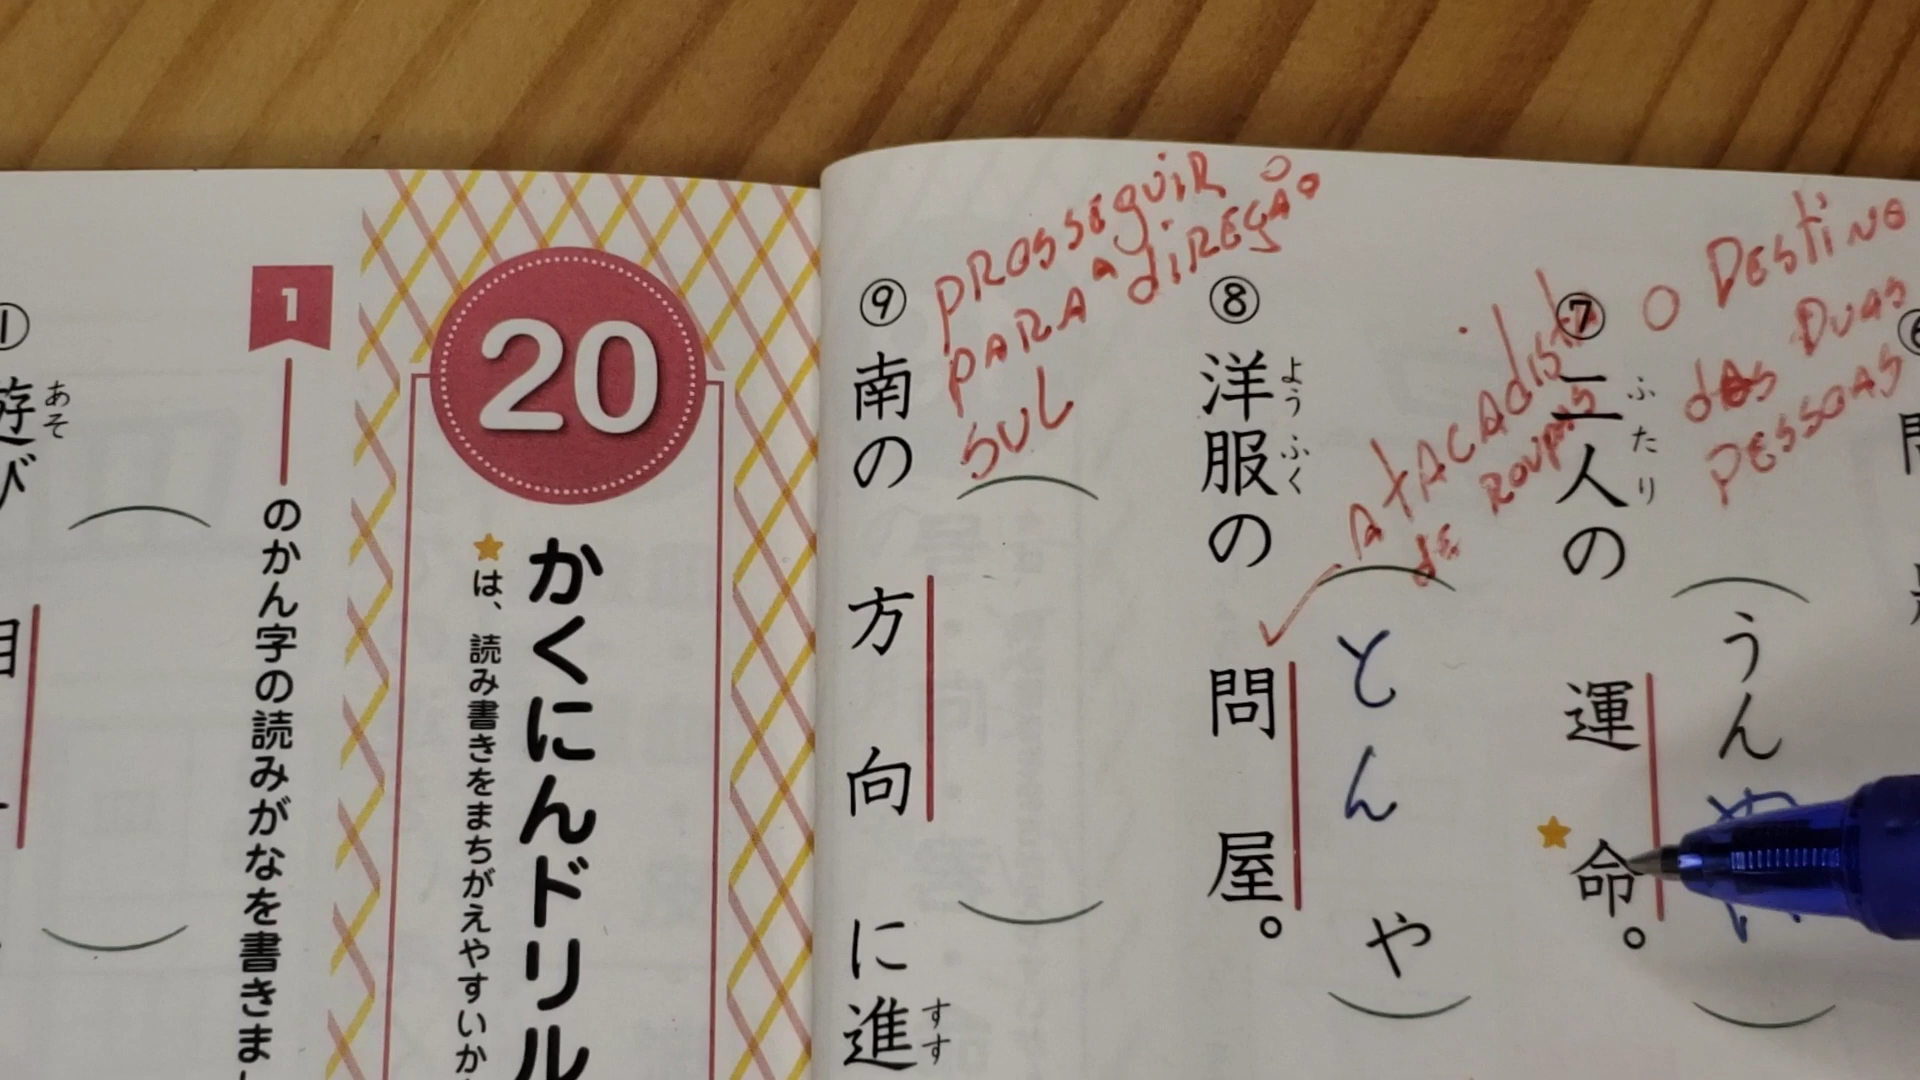 二人の運命。
ふたり
うん
O DESTINO
DAS DUAS
PESSOAS
⑦
⑧
洋服の問屋。
ようふく
とんや
ATACADISTA
DE ROUPAS
⑨
南の方向に進
すす
PROSSEGUIR
PARA a DIREÇÃO
SUL
20
かくにんドリル
★は、読み書きをまちがえやすいか
1
のかん字の読みがなを書きま
①
遊び
あそ